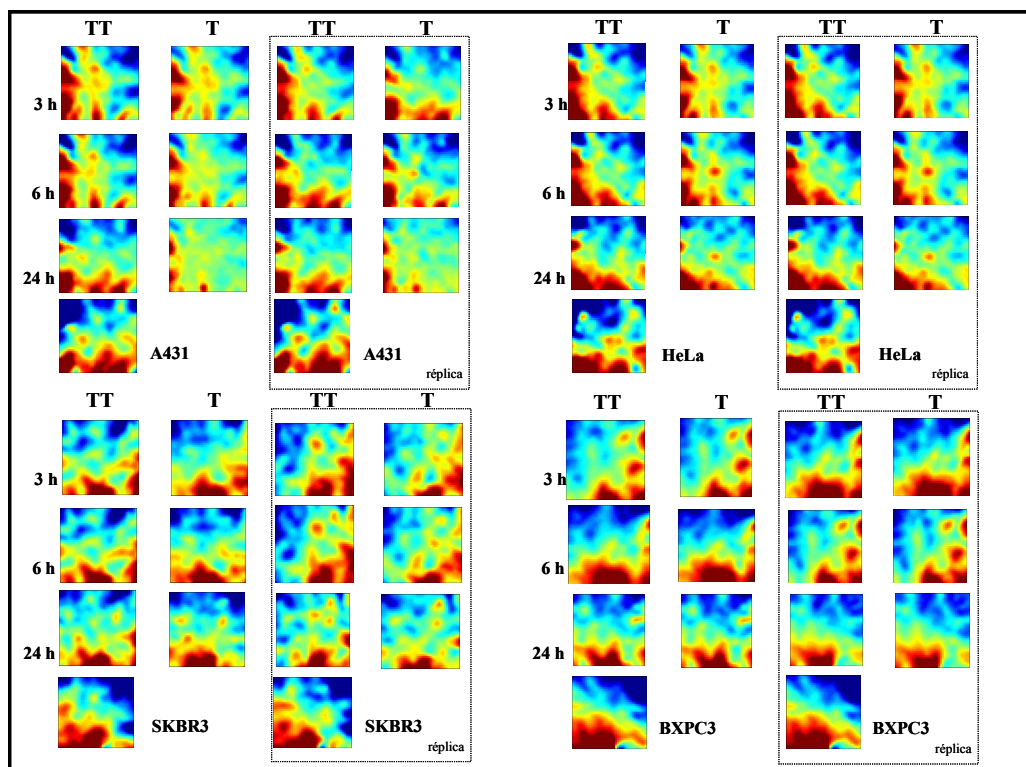 TT T TT T
3 h
6 h
24 h
A431 A431
réplica
TT T TT T
3 h
6 h
24 h
HeLa HeLa
réplica
TT T TT T
3 h
6 h
24 h
SKBR3 SKBR3
réplica
TT T TT T
3 h
6 h
24 h
BXPC3 BXPC3
réplica